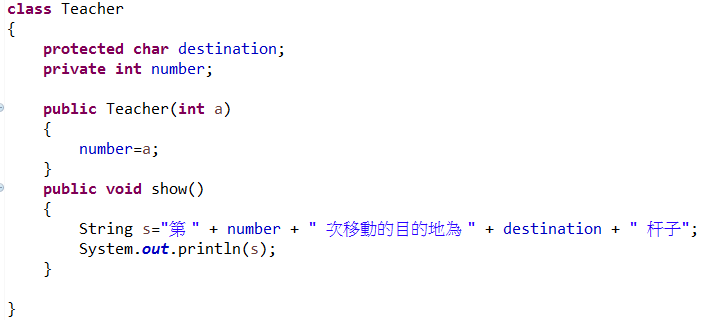 class Teacher
{
    protected char destination;
    private int number;
    public Teacher(int a)
    {
        number=a;
    }
    public void show()
    {
        String s="第 " + number + " 次移動的目的地為 " + destination + " 杆子";
        System.out.println(s);
    }
}